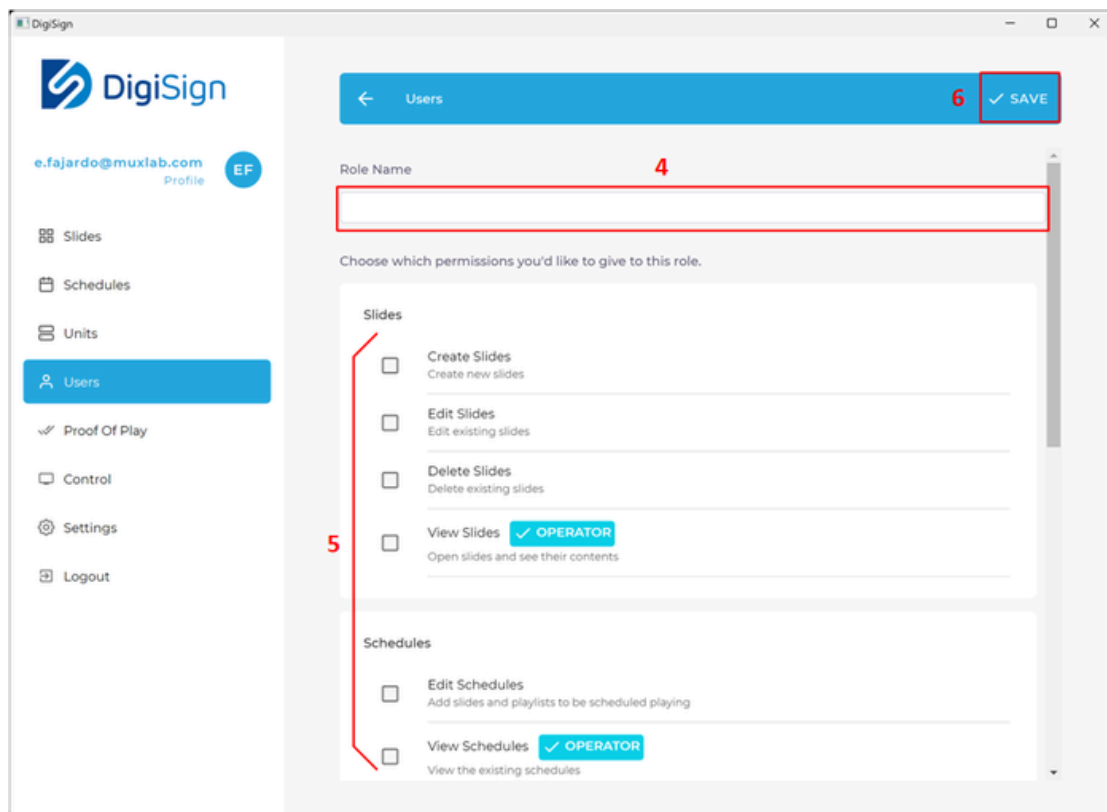 DigiSign
DigiSign
e.fajardo@muxlab.com
Profile
EF
Slides
Schedules
Units
Users
Proof Of Play
Control
Settings
Logout
Users
6
SAVE
Role Name
4
Choose which permissions you'd like to give to this role.
5
Slides
Create Slides
Create new slides
Edit Slides
Edit existing slides
Delete Slides
Delete existing slides
View Slides OPERATOR
Open slides and see their contents
Schedules
Edit Schedules
Add slides and playlists to be scheduled playing
View Schedules OPERATOR
View the existing schedules